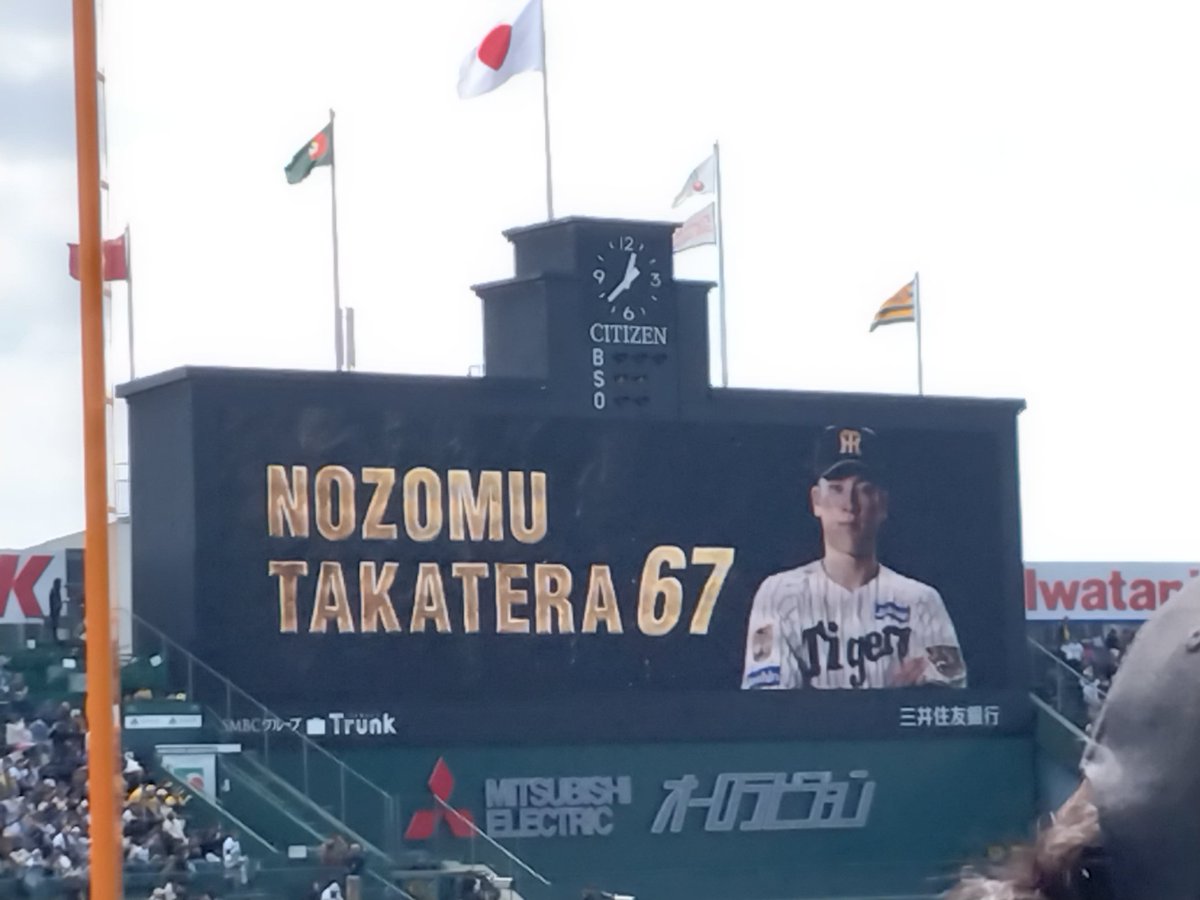 12
9
3
6
CITIZEN
B
S
O
NOZOMU
TAKATERA 67
Tigers
K
Iwatan
SMBCグループ Trunk
三井住友銀行
MITSUBISHI
ELECTRIC
オーロラビジョン